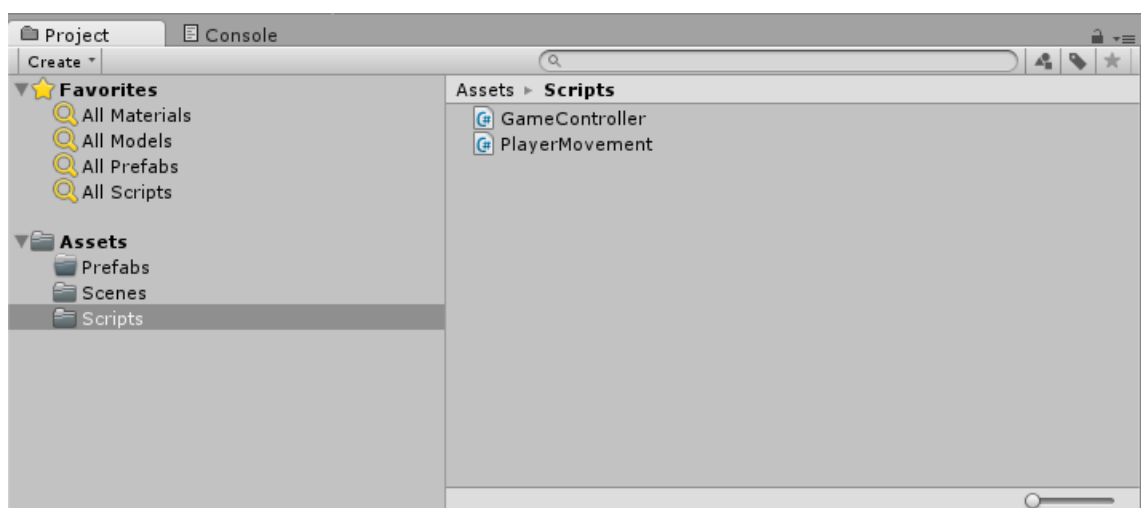 Project Console
Create
Favorites
All Materials
All Models
All Prefabs
All Scripts
Assets
Prefabs
Scenes
Scripts
Assets Scripts
C# GameController
C# PlayerMovement